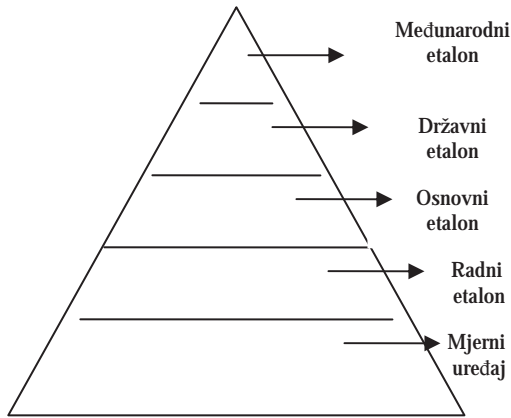 Međunarodni
etalon
Državni
etalon
Osnovni
etalon
Radni
etalon
Mjerni
uređaj